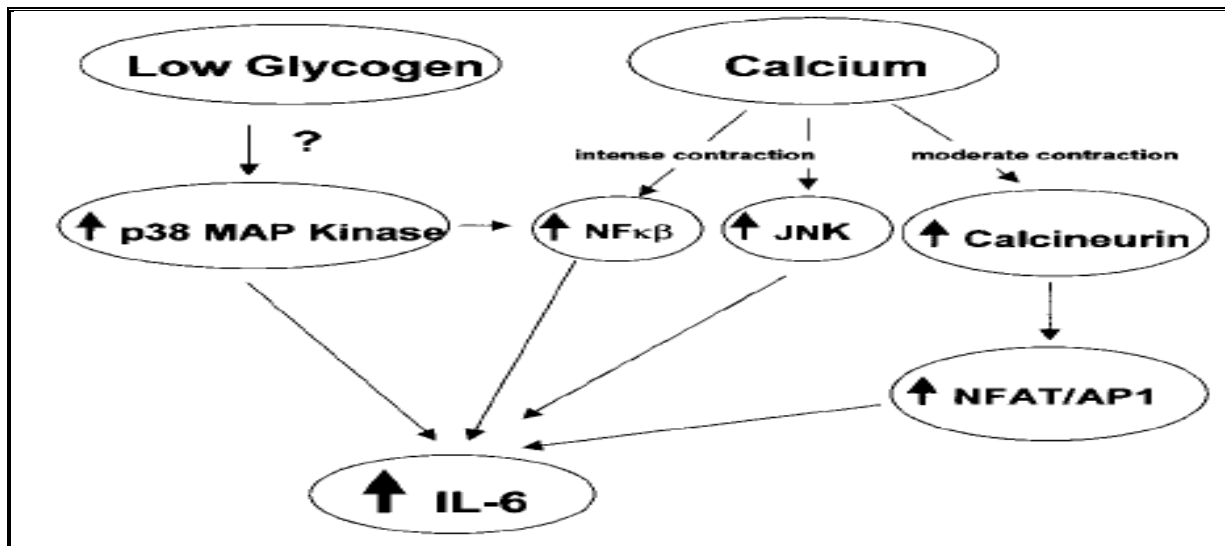 Low Glycogen
Calcium
?
intense contraction
moderate contraction
p38 MAP Kinase
NFκβ
JNK
Calcineurin
NFAT/AP1
IL-6